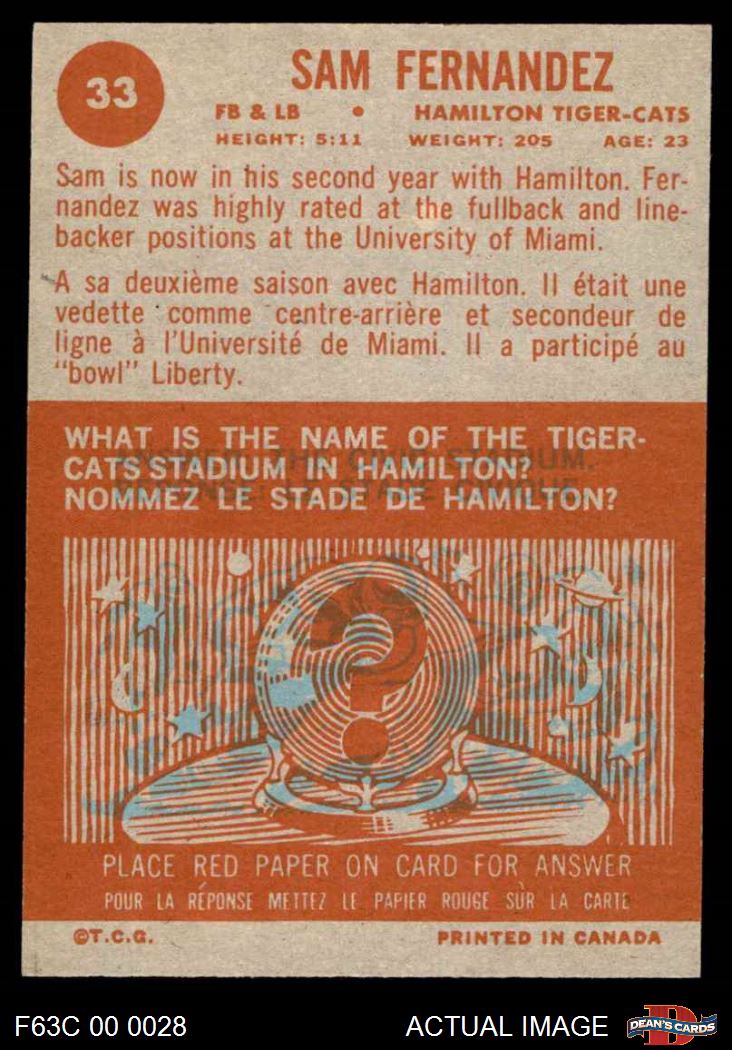 33
SAM FERNANDEZ
FB & LB • HAMILTON TIGER-CATS
HEIGHT: 5:11 WEIGHT: 205 AGE: 23
Sam is now in his second year with Hamilton. Fer-
nandez was highly rated at the fullback and line-
backer positions at the University of Miami.
A sa deuxième saison avec Hamilton. Il était une
vedette comme centre-arrière et secondeur de
ligne à l'Université de Miami. Il a participé au
"bowl" Liberty.
WHAT IS THE NAME OF THE TIGER-
CATS STADIUM IN HAMILTON?
NOMMEZ LE STADE DE HAMILTON?
ANSWER: THE CIVIC STADIUM.
?
PLACE RED PAPER ON CARD FOR ANSWER
POUR LA RÉPONSE METTEZ LE PAPIER ROUGE SUR LA CARTE
©T.C.G. PRINTED IN CANADA
F63C 00 0028 ACTUAL IMAGE DEAN'S CARDS